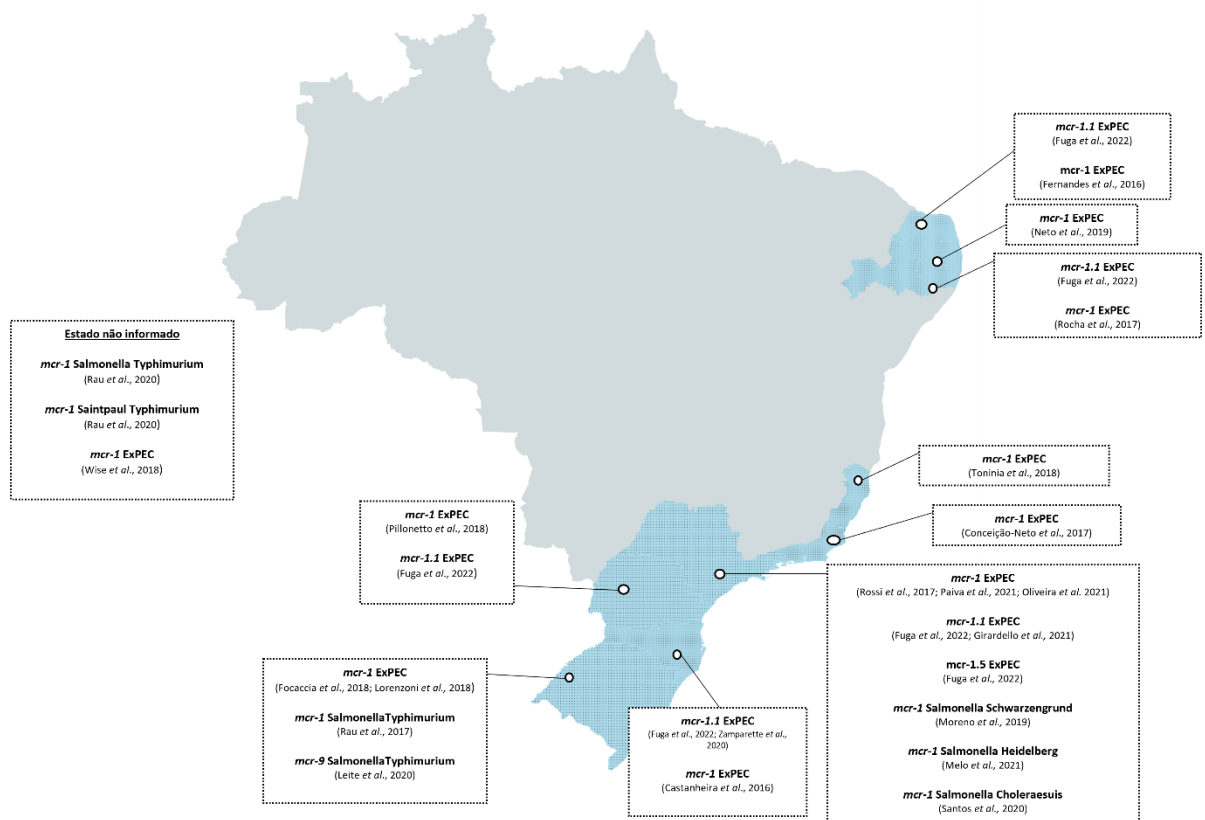 mcr-1.1 ExPEC
(Fuga et al., 2022)
mcr-1 ExPEC
(Fernandes et al., 2016)
mcr-1 ExPEC
(Neto et al., 2019)
mcr-1.1 ExPEC
(Fuga et al., 2022)
mcr-1 ExPEC
(Rocha et al., 2017)
Estado não informado
mcr-1 Salmonella Typhimurium
(Rau et al., 2020)
mcr-1 Saintpaul Typhimurium
(Rau et al., 2020)
mcr-1 ExPEC
(Wise et al., 2018)
mcr-1 ExPEC
(Toninia et al., 2018)
mcr-1 ExPEC
(Conceição-Neto et al., 2017)
mcr-1 ExPEC
(Pillonetto et al., 2018)
mcr-1.1 ExPEC
(Fuga et al., 2022)
mcr-1 ExPEC
(Rossi et al., 2017; Paiva et al., 2021; Oliveira et al. 2021)
mcr-1.1 ExPEC
(Fuga et al., 2022; Girardello et al., 2021)
mcr-1.5 ExPEC
(Fuga et al., 2022)
mcr-1 Salmonella Schwarzengrund
(Moreno et al., 2019)
mcr-1 Salmonella Heidelberg
(Melo et al., 2021)
mcr-1 Salmonella Choleraesuis
(Santos et al., 2020)
mcr-1 ExPEC
(Focaccia et al., 2018; Lorenzoni et al., 2018)
mcr-1 SalmonellaTyphimurium
(Rau et al., 2017)
mcr-9 SalmonellaTyphimurium
(Leite et al., 2020)
mcr-1.1 ExPEC
(Fuga et al., 2022; Zamparette et al.,
2020)
mcr-1 ExPEC
(Castanheira et al., 2016)